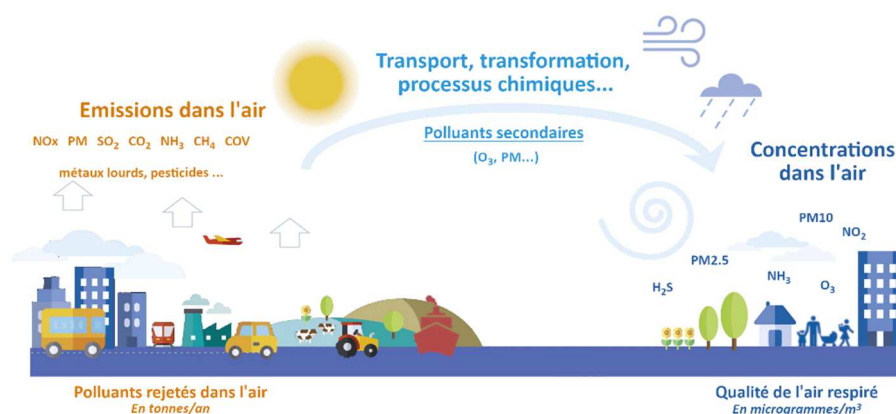 Transport, transformation,
processus chimiques...
Emissions dans l'air
NOx PM SO₂ CO₂ NH₃ CH₄ COV
métaux lourds, pesticides ...
Polluants secondaires
(O₃, PM...)
Concentrations
dans l'air
PM10
NO₂
PM2.5
NH₃
H₂S
O₃
Polluants rejetés dans l'air
En tonnes/an
Qualité de l'air respiré
En microgrammes/m³